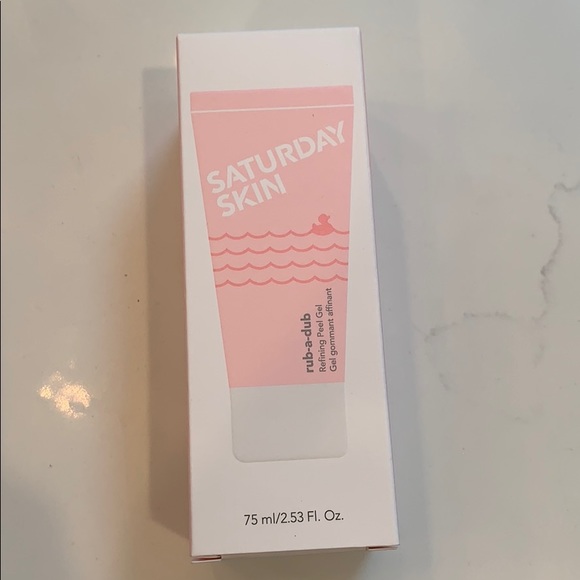 SATURDAY
SKIN
rub-a-dub
Refining Peel Gel
Gel gommant affinant
75 ml/2.53 Fl. Oz.